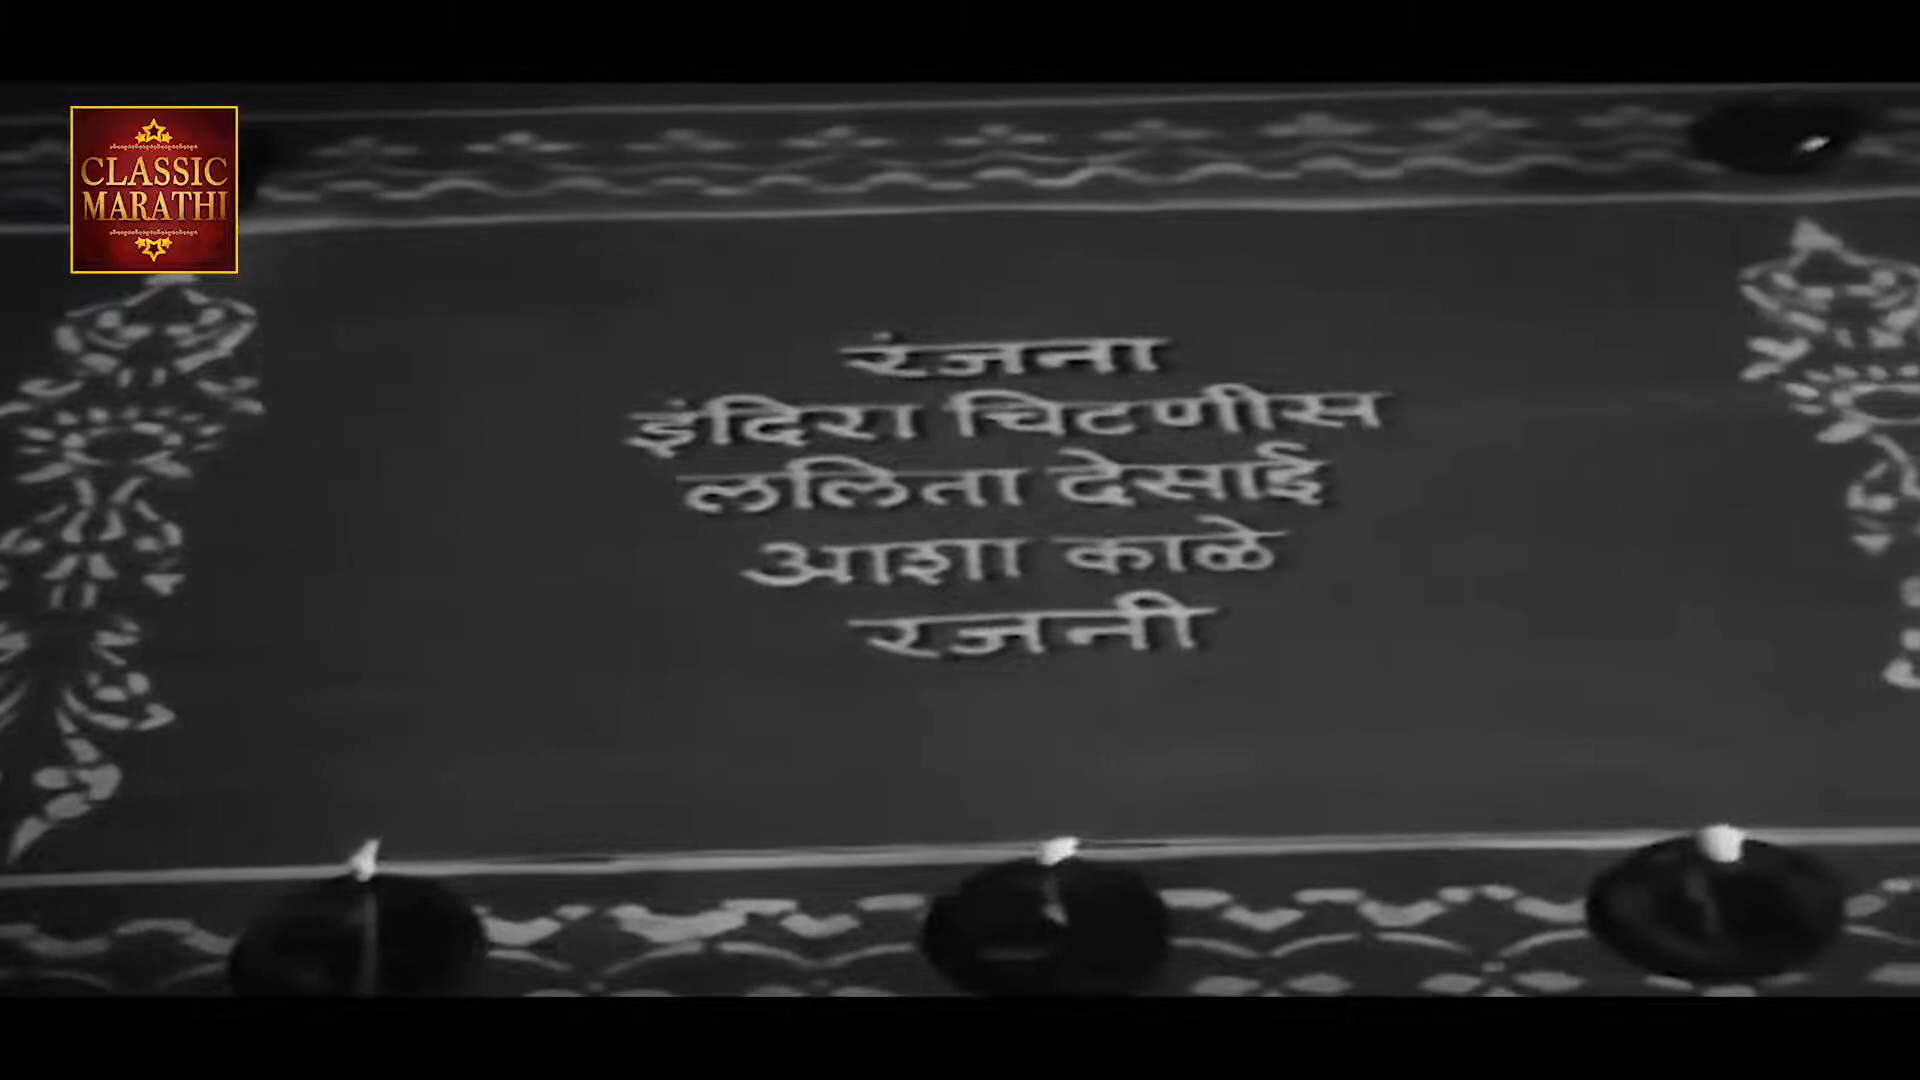 CLASSIC
MARATHI
रंजना
इंदिरा चिटणीस
ललिता देसाई
आशा काळे
रजनी